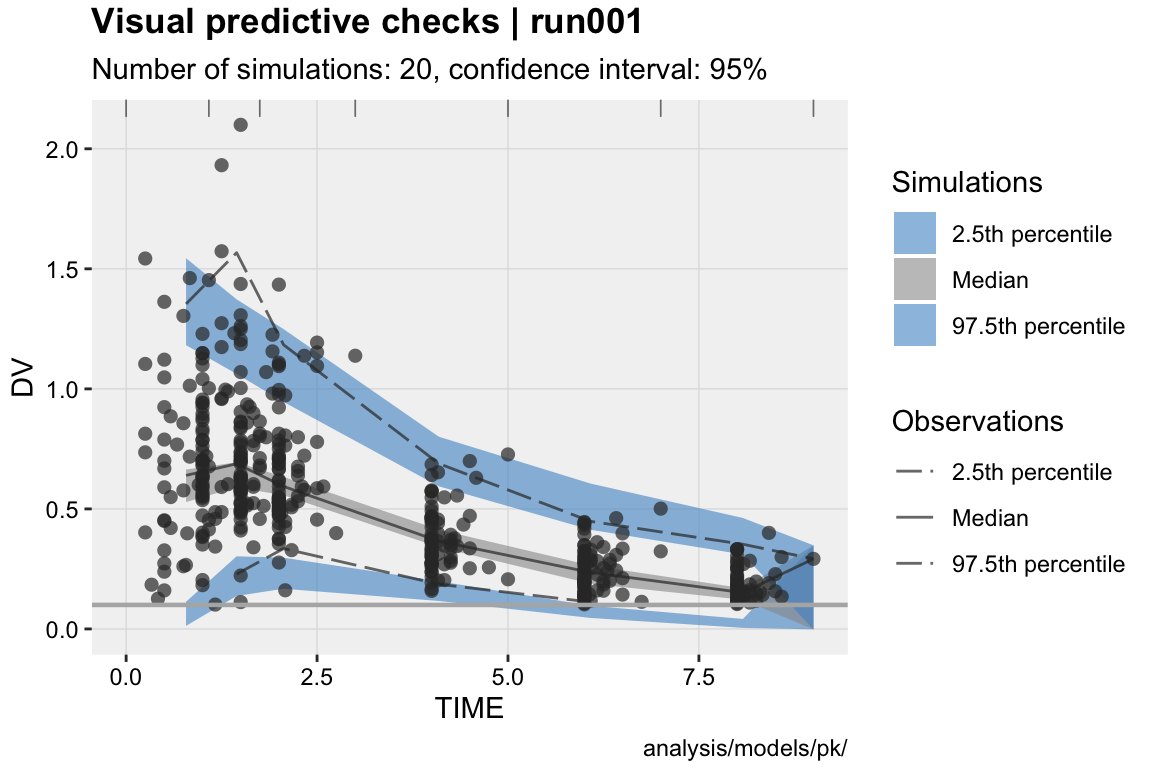 Visual predictive checks | run001
Number of simulations: 20, confidence interval: 95%
DV
2.0
1.5
1.0
0.5
0.0
0.0 2.5 5.0 7.5
TIME
analysis/models/pk/
Simulations
2.5th percentile
Median
97.5th percentile
Observations
2.5th percentile
Median
97.5th percentile